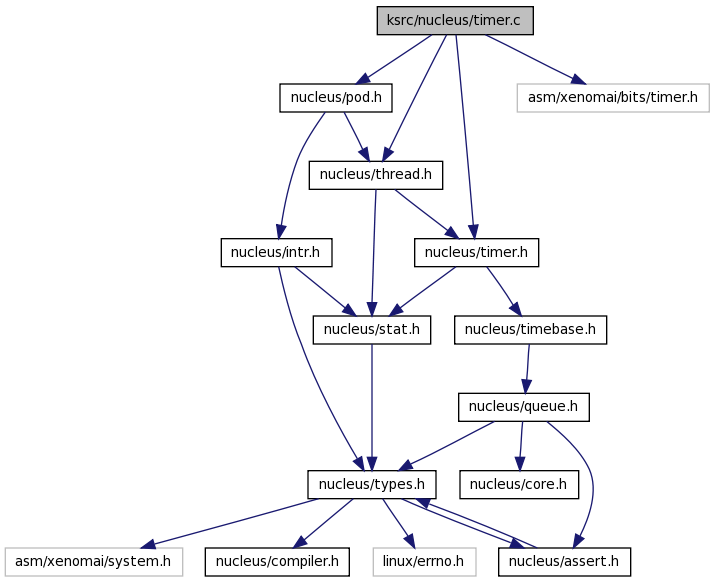 ksrc/nucleus/timer.c
nucleus/pod.h
asm/xenomai/bits/timer.h
nucleus/thread.h
nucleus/intr.h
nucleus/timer.h
nucleus/stat.h
nucleus/timebase.h
nucleus/queue.h
nucleus/types.h
nucleus/core.h
asm/xenomai/system.h
nucleus/compiler.h
linux/errno.h
nucleus/assert.h